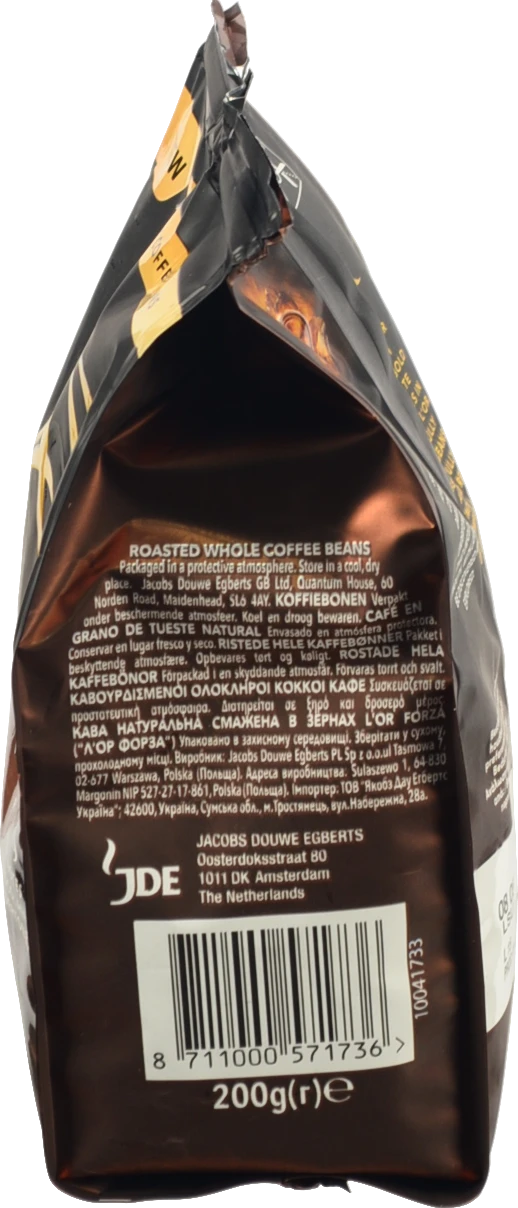 W
COFFE
ROASTED WHOLE COFFEE BEANS
Packaged in a protective atmosphere. Store in a cool, dry
place. Jacobs Douwe Egberts GB Ltd, Quantum House, 60
Norden Road, Maidenhead, SL6 4AY. KOFFIEBONEN Verpakt
onder beschermende atmosfeer. Koel en droog bewaren. CAFÉ EN
GRANO DE TUESTE NATURAL Envasado en atmósfera protectora.
Conservar en lugar fresco y seco. RISTEDE HELE KAFFEBØNNER Pakket i
beskyttende atmosfære. Opbevares tørt og køligt. ROSTADE HELA
KAFFEBÖNOR Förpackad i en skyddande atmosfär. Förvaras torrt och svalt.
ΚΑΒΟΥΡΔΙΣΜΕΝΟΙ ΟΛΟΚΛΗΡΟΙ ΚΟΚΚΟΙ ΚΑΦΕ Συσκευάζεται σε
προστατευτική ατμόσφαιρα. Διατηρείται σε ξηρό και δροσερό μέρος.
КАВА НАТУРАЛЬНА СМАЖЕНА В ЗЕРНАХ L'OR FORZA
("Л'ОР ФОРЗА") Упаковано в захисному середовищі. Зберігати у сухому,
прохолодному місці. Виробник: Jacobs Douwe Egberts PL Sp z o.o.ul Tasmowa 7,
02-677 Warszawa, Polska (Польща). Адреса виробництва: Sulaszewo 1, 64-830
Margonin NIP 527-27-17-861, Polska (Польща). Імпортер: ТОВ "Якобз Дау Егбертс
Україна"; 42600, Україна, Сумська обл., м.Тростянець, вул.Набережна, 28а.
JDE
JACOBS DOUWE EGBERTS
Oosterdoksstraat 80
1011 DK Amsterdam
The Netherlands
8 711000 571736 >
10041733
200g(г)℮